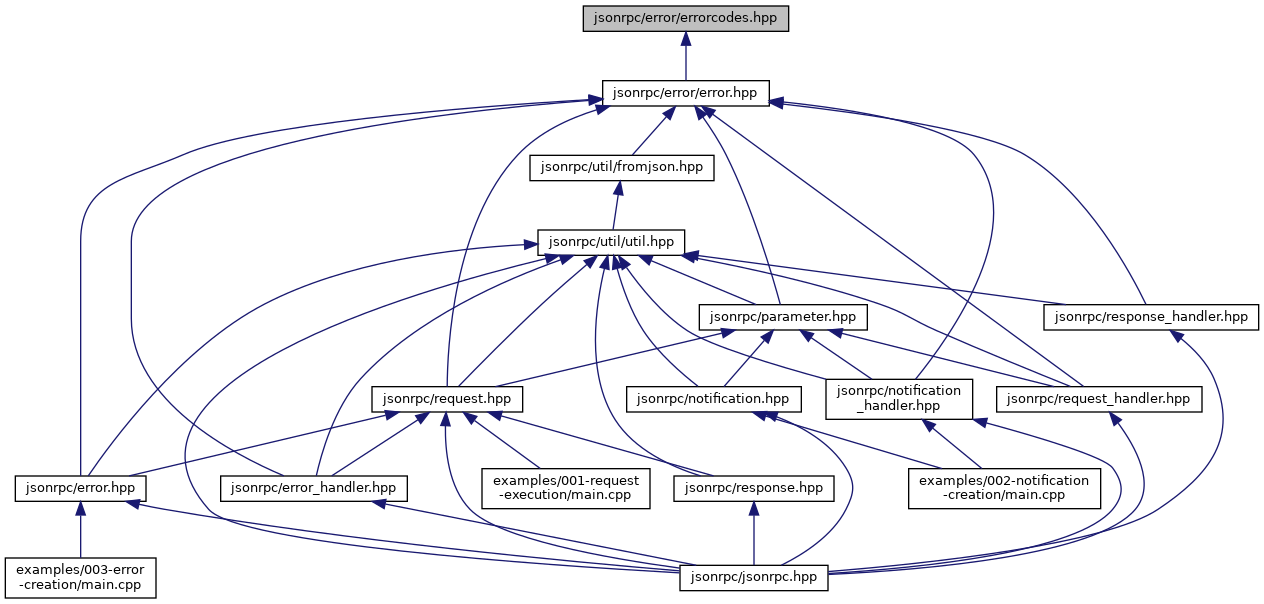 jsonrpc/error/errorcodes.hpp
jsonrpc/error/error.hpp
jsonrpc/util/fromjson.hpp
jsonrpc/util/util.hpp
jsonrpc/parameter.hpp
jsonrpc/response_handler.hpp
jsonrpc/request.hpp
jsonrpc/notification.hpp
jsonrpc/notification
_handler.hpp
jsonrpc/request_handler.hpp
jsonrpc/error.hpp
jsonrpc/error_handler.hpp
examples/001-request
-execution/main.cpp
jsonrpc/response.hpp
examples/002-notification
-creation/main.cpp
examples/003-error
-creation/main.cpp
jsonrpc/jsonrpc.hpp